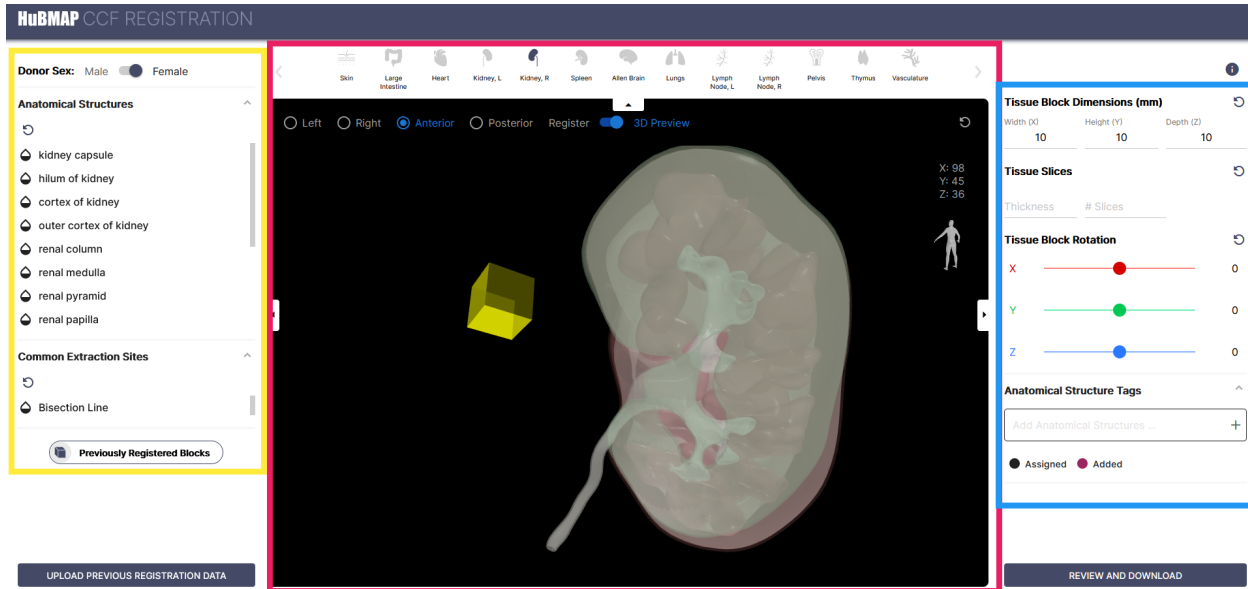 HuBMAP CCF REGISTRATION
Donor Sex: Male Female
Anatomical Structures
kidney capsule
hilum of kidney
cortex of kidney
outer cortex of kidney
renal column
renal medulla
renal pyramid
renal papilla
Common Extraction Sites
Bisection Line
Previously Registered Blocks
UPLOAD PREVIOUS REGISTRATION DATA
Skin
Large
Intestine
Heart
Kidney, L
Kidney, R
Spleen
Allen Brain
Lungs
Lymph
Node, L
Lymph
Node, R
Pelvis
Thymus
Vasculature
Left Right Anterior Posterior Register 3D Preview
X: 98
Y: 45
Z: 36
Tissue Block Dimensions (mm)
Width (X) Height (Y) Depth (Z)
10 10 10
Tissue Slices
Thickness # Slices
Tissue Block Rotation
X 0
Y 0
Z 0
Anatomical Structure Tags
Add Anatomical Structures ... +
Assigned Added
REVIEW AND DOWNLOAD